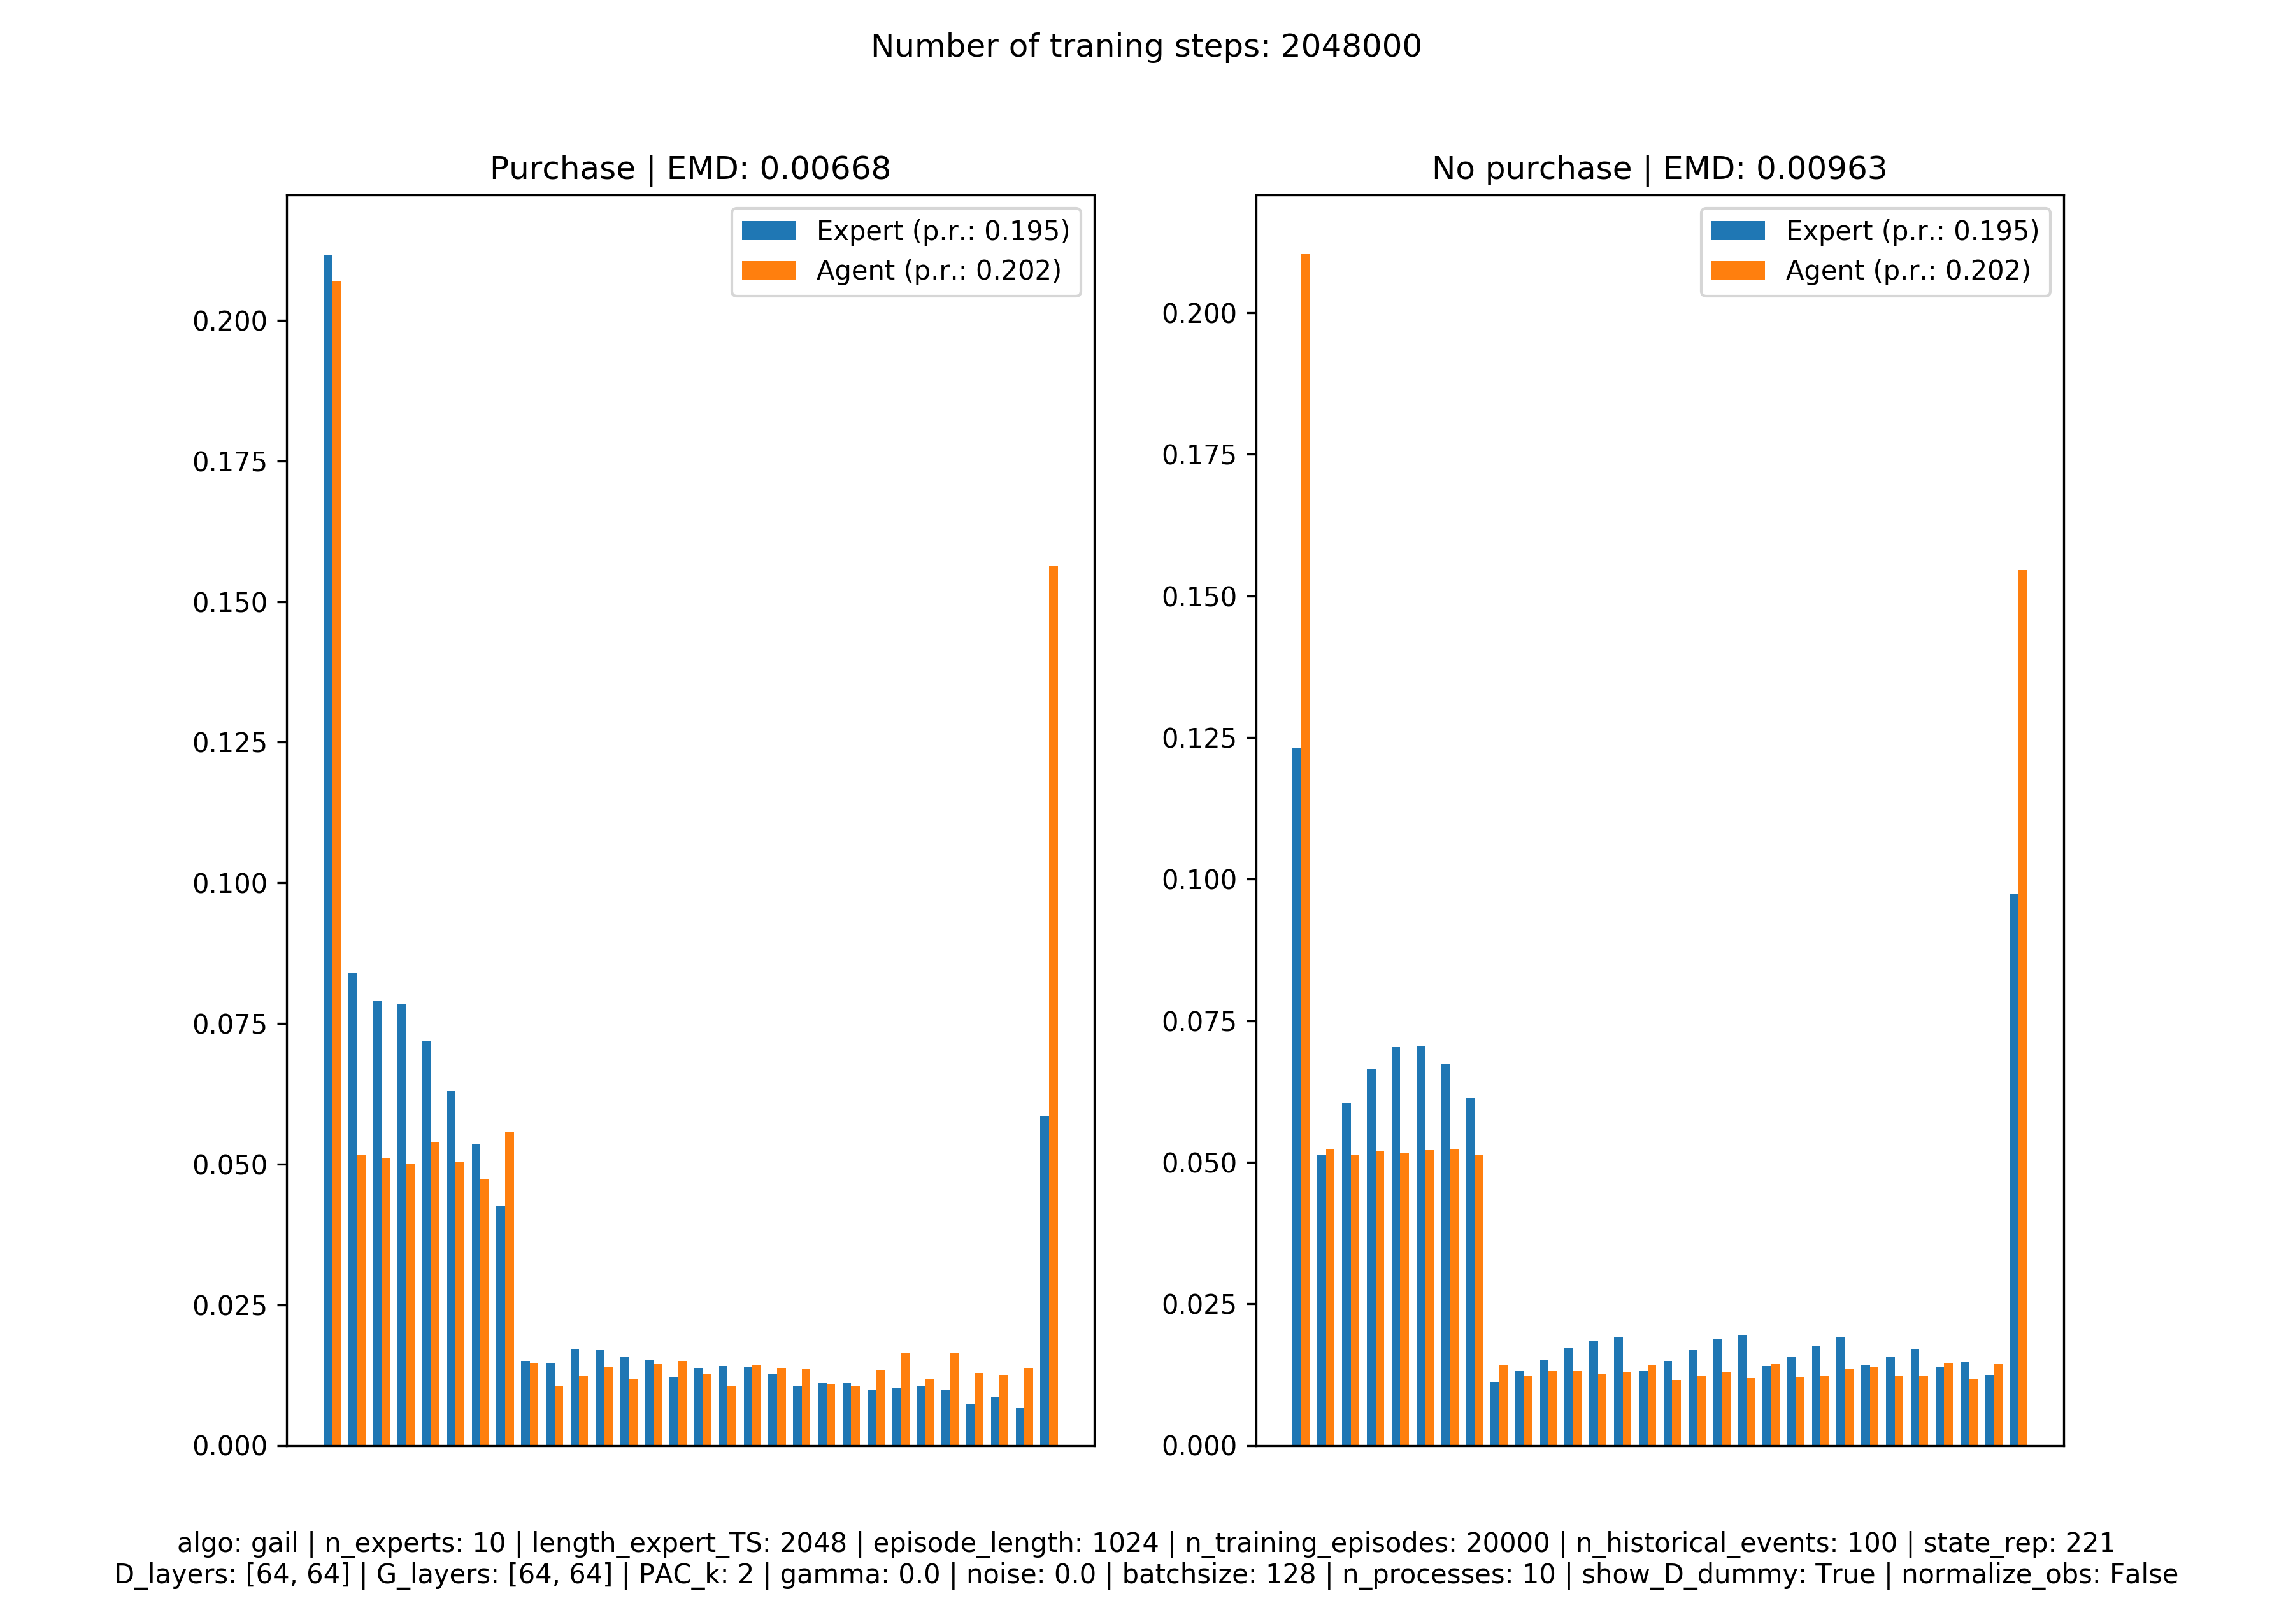 Number of traning steps: 2048000
Purchase | EMD: 0.00668
Expert (p.r.: 0.195)
Agent (p.r.: 0.202)
0.200
0.175
0.150
0.125
0.100
0.075
0.050
0.025
0.000
No purchase | EMD: 0.00963
Expert (p.r.: 0.195)
Agent (p.r.: 0.202)
0.200
0.175
0.150
0.125
0.100
0.075
0.050
0.025
0.000
algo: gail | n_experts: 10 | length_expert_TS: 2048 | episode_length: 1024 | n_training_episodes: 20000 | n_historical_events: 100 | state_rep: 221
D_layers: [64, 64] | G_layers: [64, 64] | PAC_k: 2 | gamma: 0.0 | noise: 0.0 | batchsize: 128 | n_processes: 10 | show_D_dummy: True | normalize_obs: False